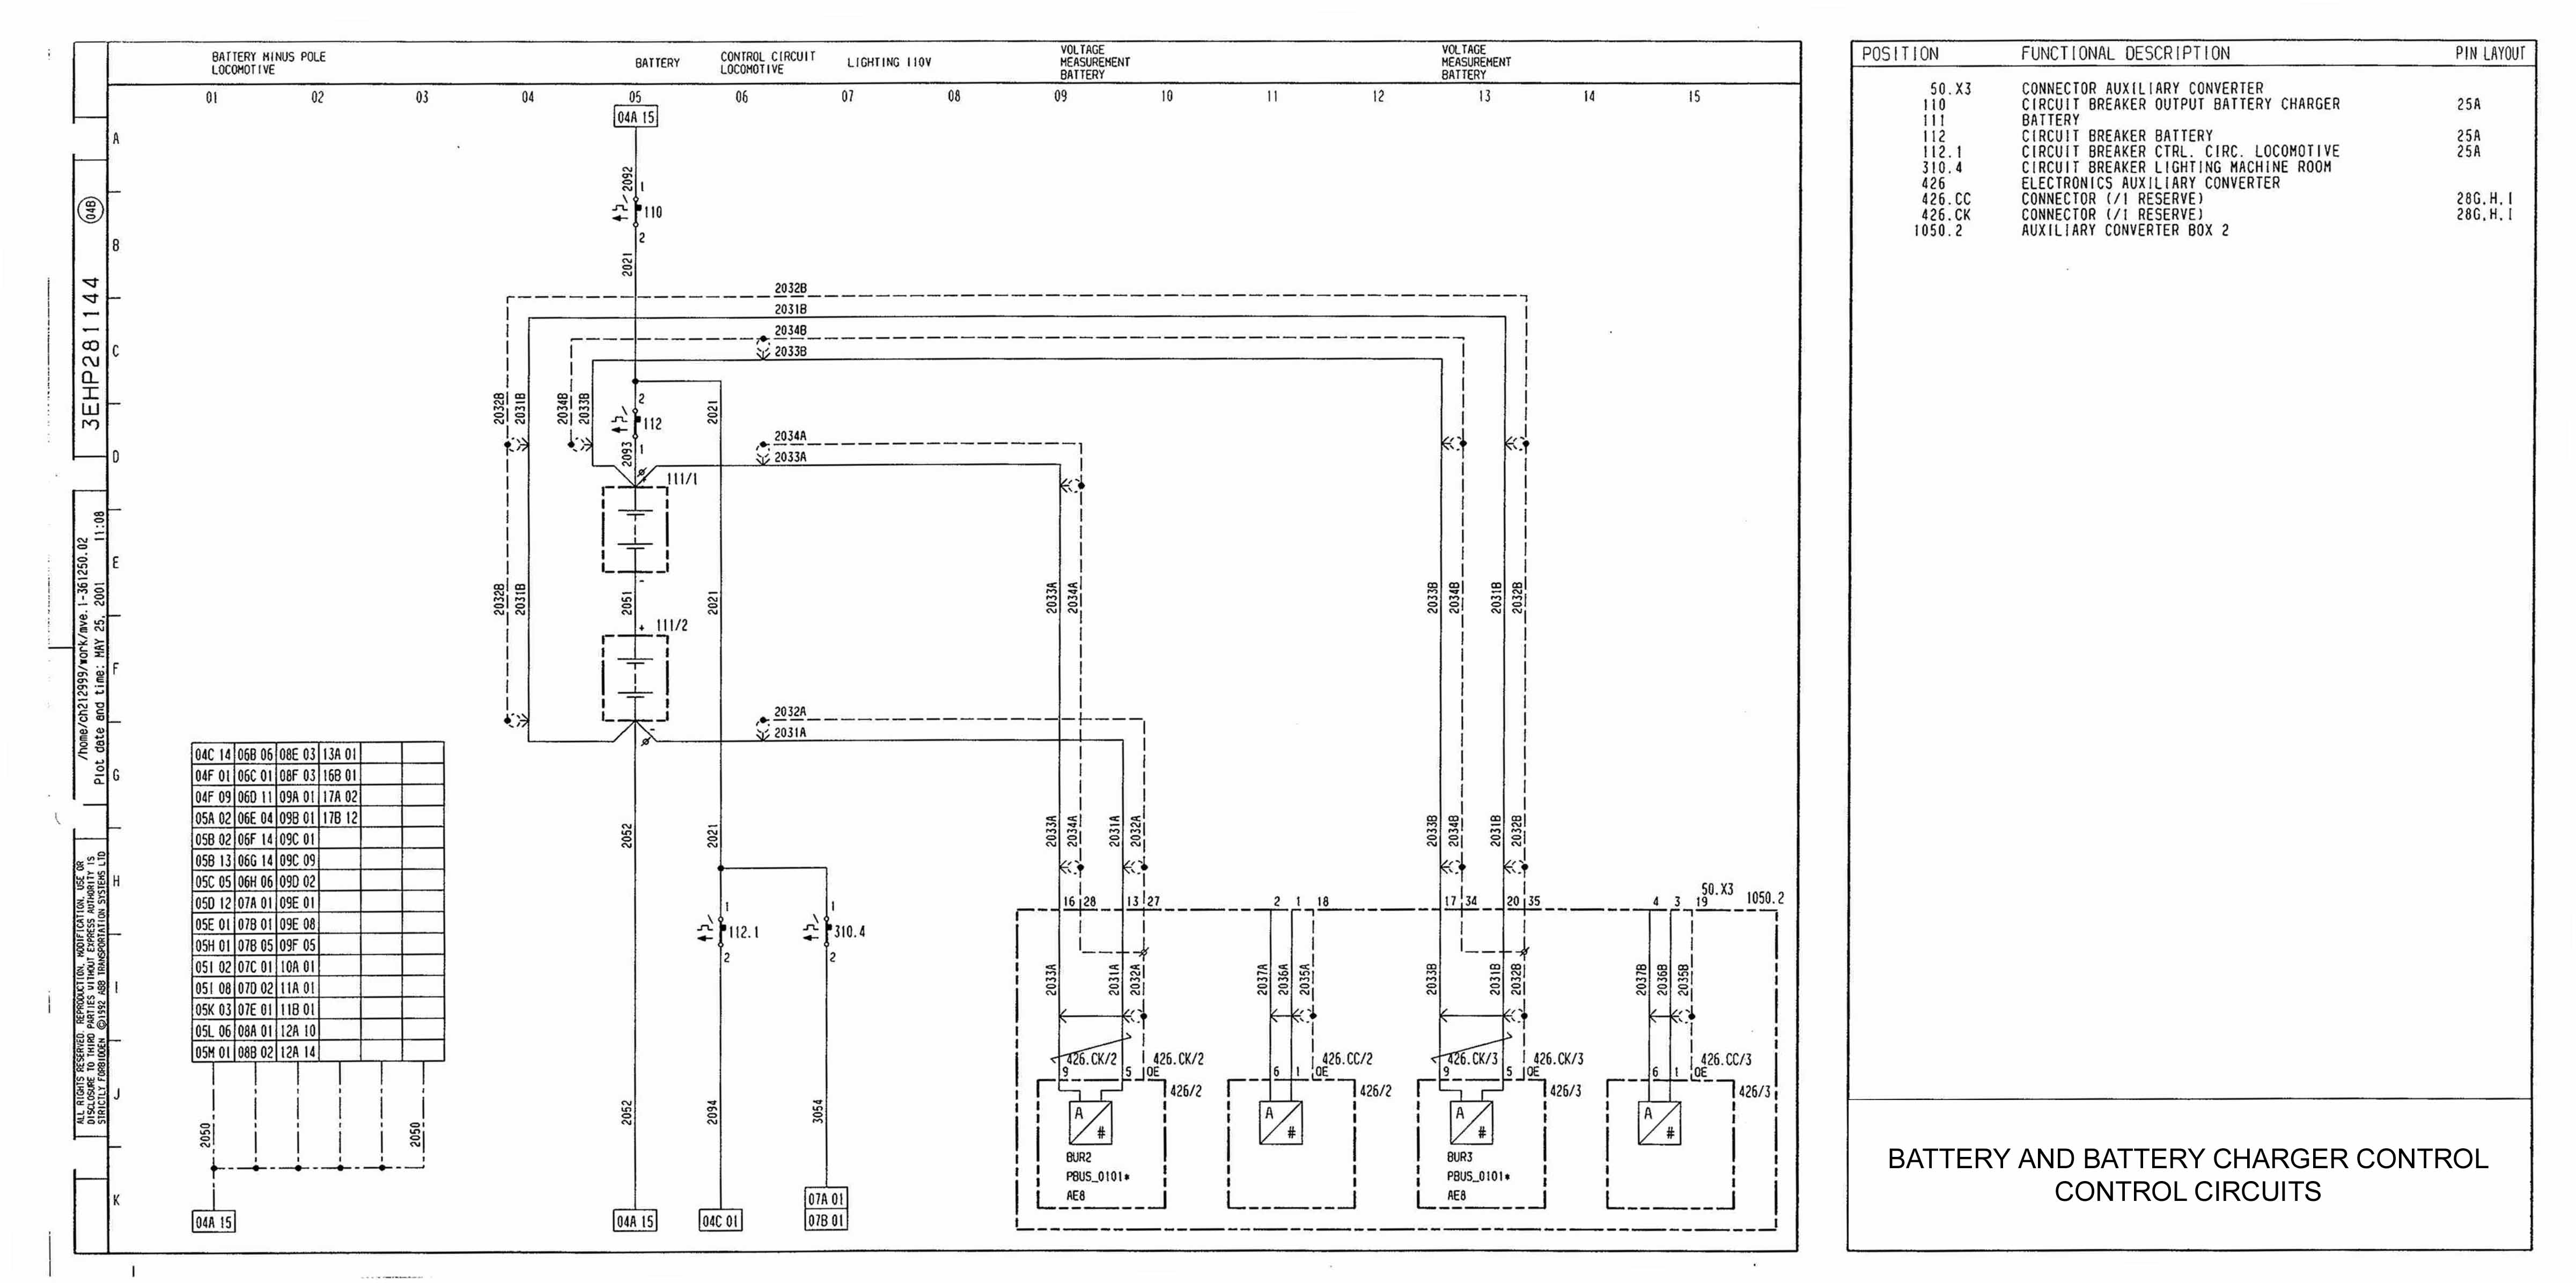 BATTERY MINUS POLE
LOCOMOTIVE
BATTERY
CONTROL CIRCUIT
LOCOMOTIVE
LIGHTING 110V
VOLTAGE
MEASUREMENT
BATTERY
VOLTAGE
MEASUREMENT
BATTERY
01 02 03 04 05 06 07 08 09 10 11 12 13 14 15
A
B
C
D
E
F
G
H
I
J
K
04B
3EHP281144
/home/ch212999/work/mve.1-361250.02
Plot date and time: MAY 25, 2001 11:08
ALL RIGHTS RESERVED. REPRODUCTION, MODIFICATION, USE OR
DISCLOSURE TO THIRD PARTIES WITHOUT EXPRESS AUTHORITY IS
STRICTLY FORBIDDEN ©1992 ABB TRANSPORTATION SYSTEMS LTD
04A 15
2092
1
110
2
2021
2032B
2031B
2034B
2033B
2032B 2031B 2034B 2033B
2
112
1
2093
2021
2034A
2033A
111/1
+
-
2032B 2031B
2051
2021
+ 111/2
-
2032A
2031A
2033A 2034A
2033B 2034B 2031B 2032B
04C 14 06B 06 08E 03 13A 01
04F 01 06C 01 08F 03 16B 01
04F 09 06D 11 09A 01 17A 02
05A 02 06E 04 09B 01 17B 12
05B 02 06F 14 09C 01
05B 13 06G 14 09C 09
05C 05 06H 06 09D 02
05D 12 07A 01 09E 01
05E 01 07B 01 09E 08
05H 01 07B 05 09F 05
05I 02 07C 01 10A 01
05I 08 07D 02 11A 01
05K 03 07E 01 11B 01
05L 06 08A 01 12A 10
05M 01 08B 02 12A 14
2050 2050
04A 15
2052 2021
2033A 2034A 2031A 2032A
2033B 2034B 2031B 2032B
1
112.1
2
1
310.4
2
50.X3
1050.2
16 28 13 27 2 1 18 17 34 20 35 4 3 19
2033A 2031A 2032A 2037A 2036A 2035A 2033B 2031B 2032B 2037B 2036B 2035B
426.CK/2 426.CK/2 426.CC/2 426.CK/3 426.CK/3 426.CC/3
9 5 OE 6 1 OE 9 5 OE 6 1 OE
426/2 426/2 426/3 426/3
A # A # A # A #
BUR2
PBUS_0101*
AE8
BUR3
PBUS_0101*
AE8
2052 2094 3054
04A 15 04C 01 07A 01
07B 01
POSITION FUNCTIONAL DESCRIPTION PIN LAYOUT
50.X3 CONNECTOR AUXILIARY CONVERTER
110 CIRCUIT BREAKER OUTPUT BATTERY CHARGER 25A
111 BATTERY
112 CIRCUIT BREAKER BATTERY 25A
112.1 CIRCUIT BREAKER CTRL. CIRC. LOCOMOTIVE 25A
310.4 CIRCUIT BREAKER LIGHTING MACHINE ROOM
426 ELECTRONICS AUXILIARY CONVERTER
426.CC CONNECTOR (/1 RESERVE) 28G.H.I
426.CK CONNECTOR (/1 RESERVE) 28G.H.I
1050.2 AUXILIARY CONVERTER BOX 2
BATTERY AND BATTERY CHARGER CONTROL
CONTROL CIRCUITS